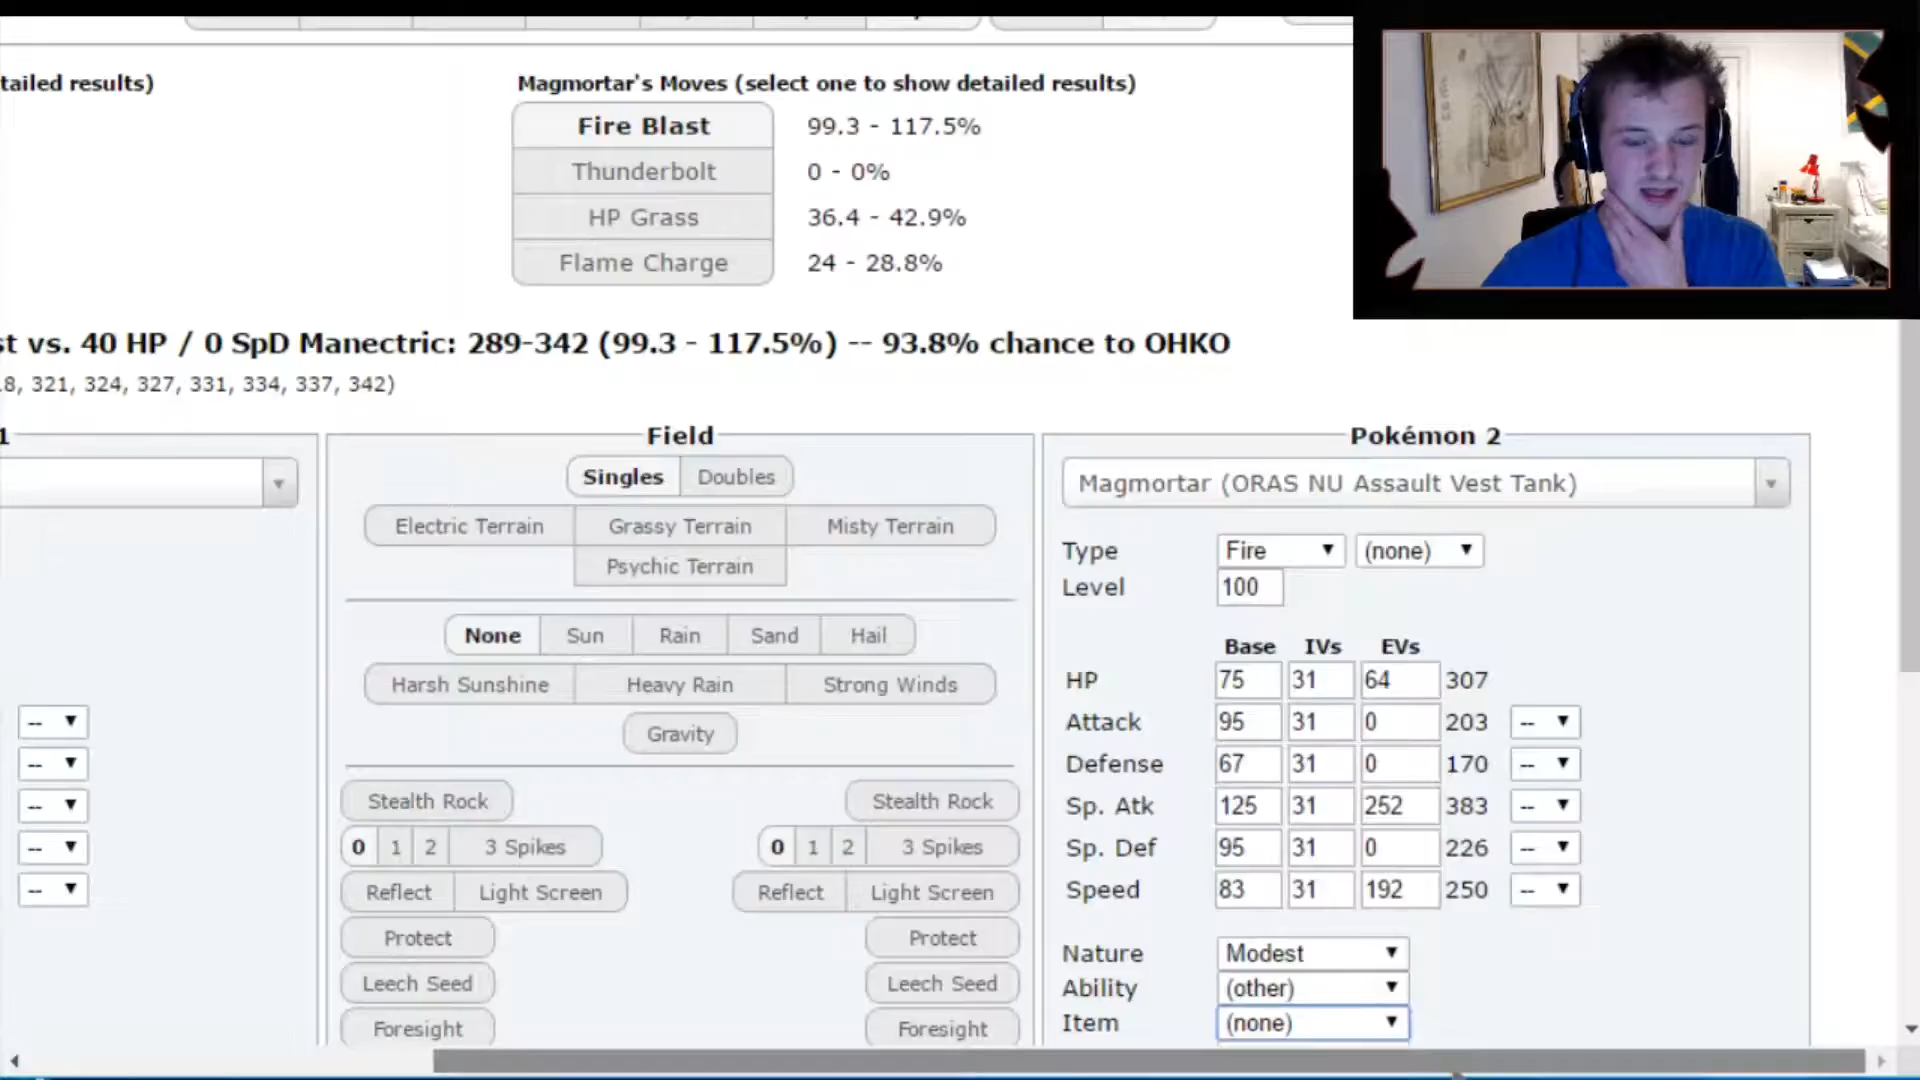 tailed results)
Magmortar's Moves (select one to show detailed results)
Fire Blast 99.3 - 117.5%
Thunderbolt 0 - 0%
HP Grass 36.4 - 42.9%
Flame Charge 24 - 28.8%
st vs. 40 HP / 0 SpD Manectric: 289-342 (99.3 - 117.5%) -- 93.8% chance to OHKO
8, 321, 324, 327, 331, 334, 337, 342)
1
Field
Singles Doubles
Electric Terrain Grassy Terrain Misty Terrain
Psychic Terrain
None Sun Rain Sand Hail
Harsh Sunshine Heavy Rain Strong Winds
Gravity
Stealth Rock Stealth Rock
0 1 2 3 Spikes 0 1 2 3 Spikes
Reflect Light Screen Reflect Light Screen
Protect Protect
Leech Seed Leech Seed
Foresight Foresight
--
--
--
--
--
Pokémon 2
Magmortar (ORAS NU Assault Vest Tank)
Type Fire (none)
Level 100
Base IVs EVs
HP 75 31 64 307
Attack 95 31 0 203 --
Defense 67 31 0 170 --
Sp. Atk 125 31 252 383 --
Sp. Def 95 31 0 226 --
Speed 83 31 192 250 --
Nature Modest
Ability (other)
Item (none)